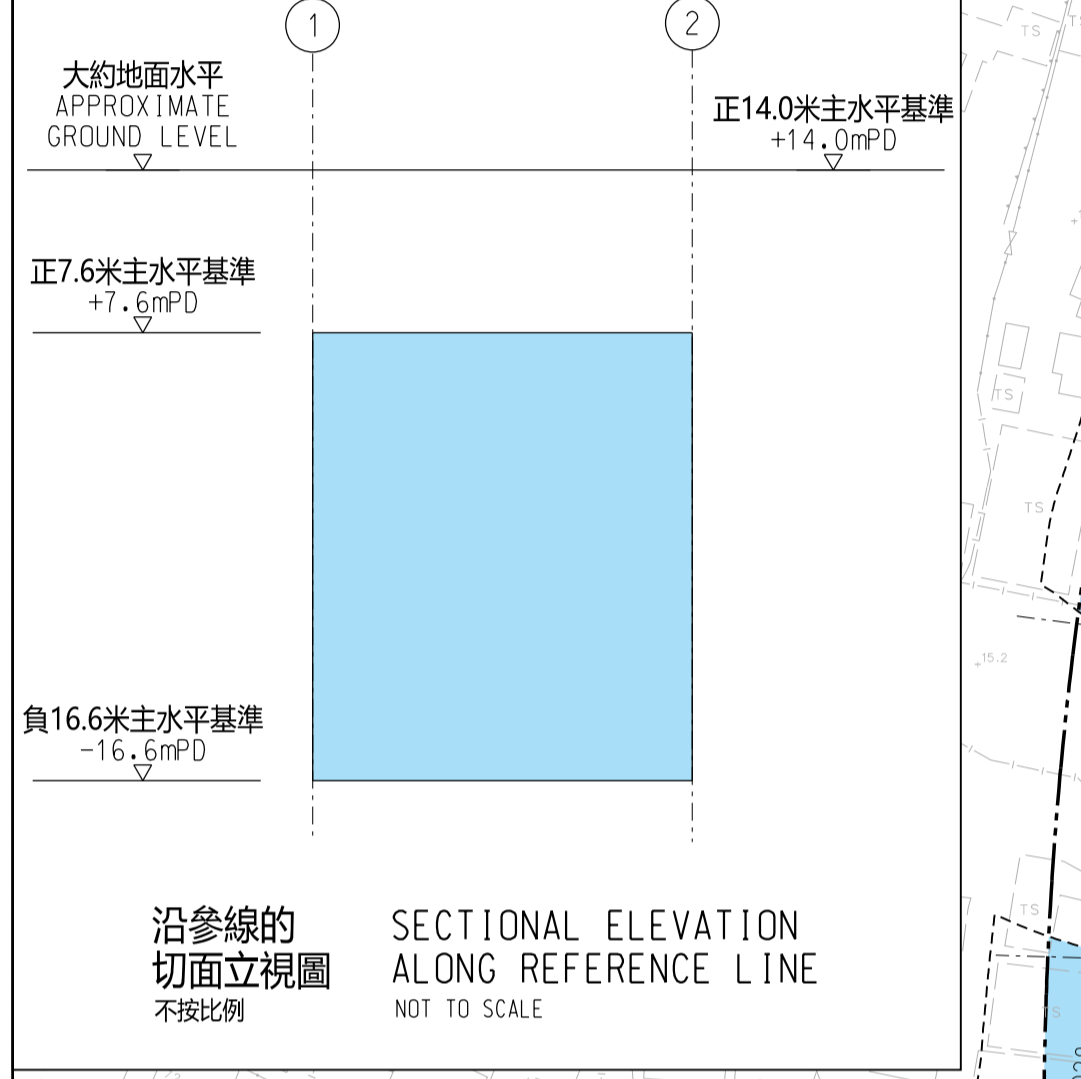 1
2
大約地面水平
APPROXIMATE
GROUND LEVEL
正14.0米主水平基準
+14.0mPD
正7.6米主水平基準
+7.6mPD
負16.6米主水平基準
-16.6mPD
沿參線的
切面立視圖
不按比例
SECTIONAL ELEVATION
ALONG REFERENCE LINE
NOT TO SCALE
TS
TS
TS
15.2
TS
TS